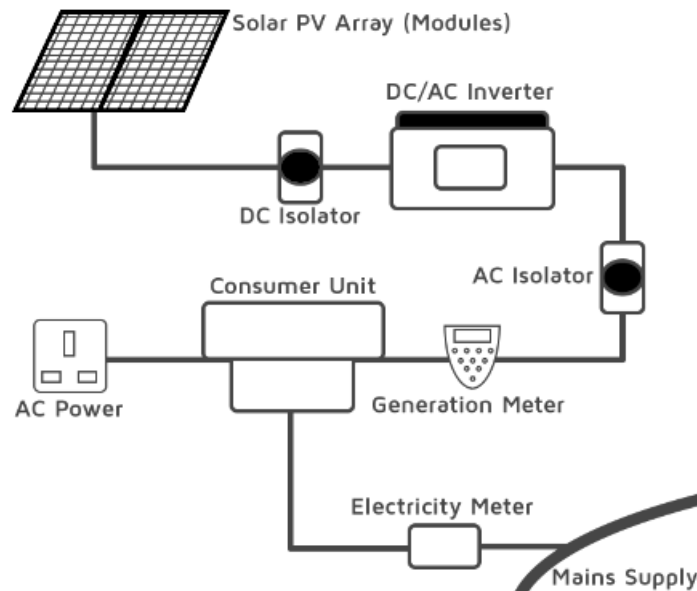 Solar PV Array (Modules)
DC/AC Inverter
DC Isolator
AC Isolator
Consumer Unit
AC Power
Generation Meter
Electricity Meter
Mains Supply